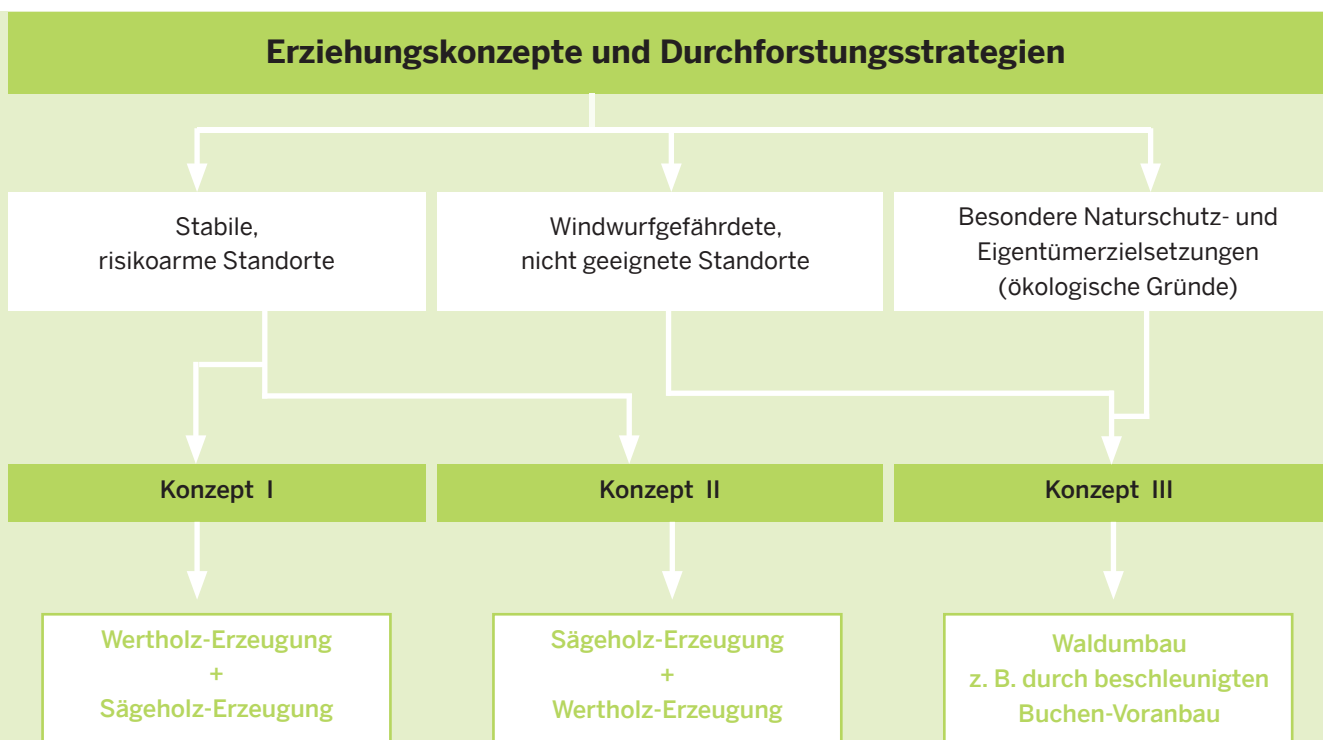 Erziehungskonzepte und Durchforstungsstrategien
Stabile,
risikoarme Standorte
Windwurfgefährdete,
nicht geeignete Standorte
Besondere Naturschutz- und
Eigentümerzielsetzungen
(ökologische Gründe)
Konzept I
Konzept II
Konzept III
Wertholz-Erzeugung
+
Sägeholz-Erzeugung
Sägeholz-Erzeugung
+
Wertholz-Erzeugung
Waldumbau
z. B. durch beschleunigten
Buchen-Voranbau